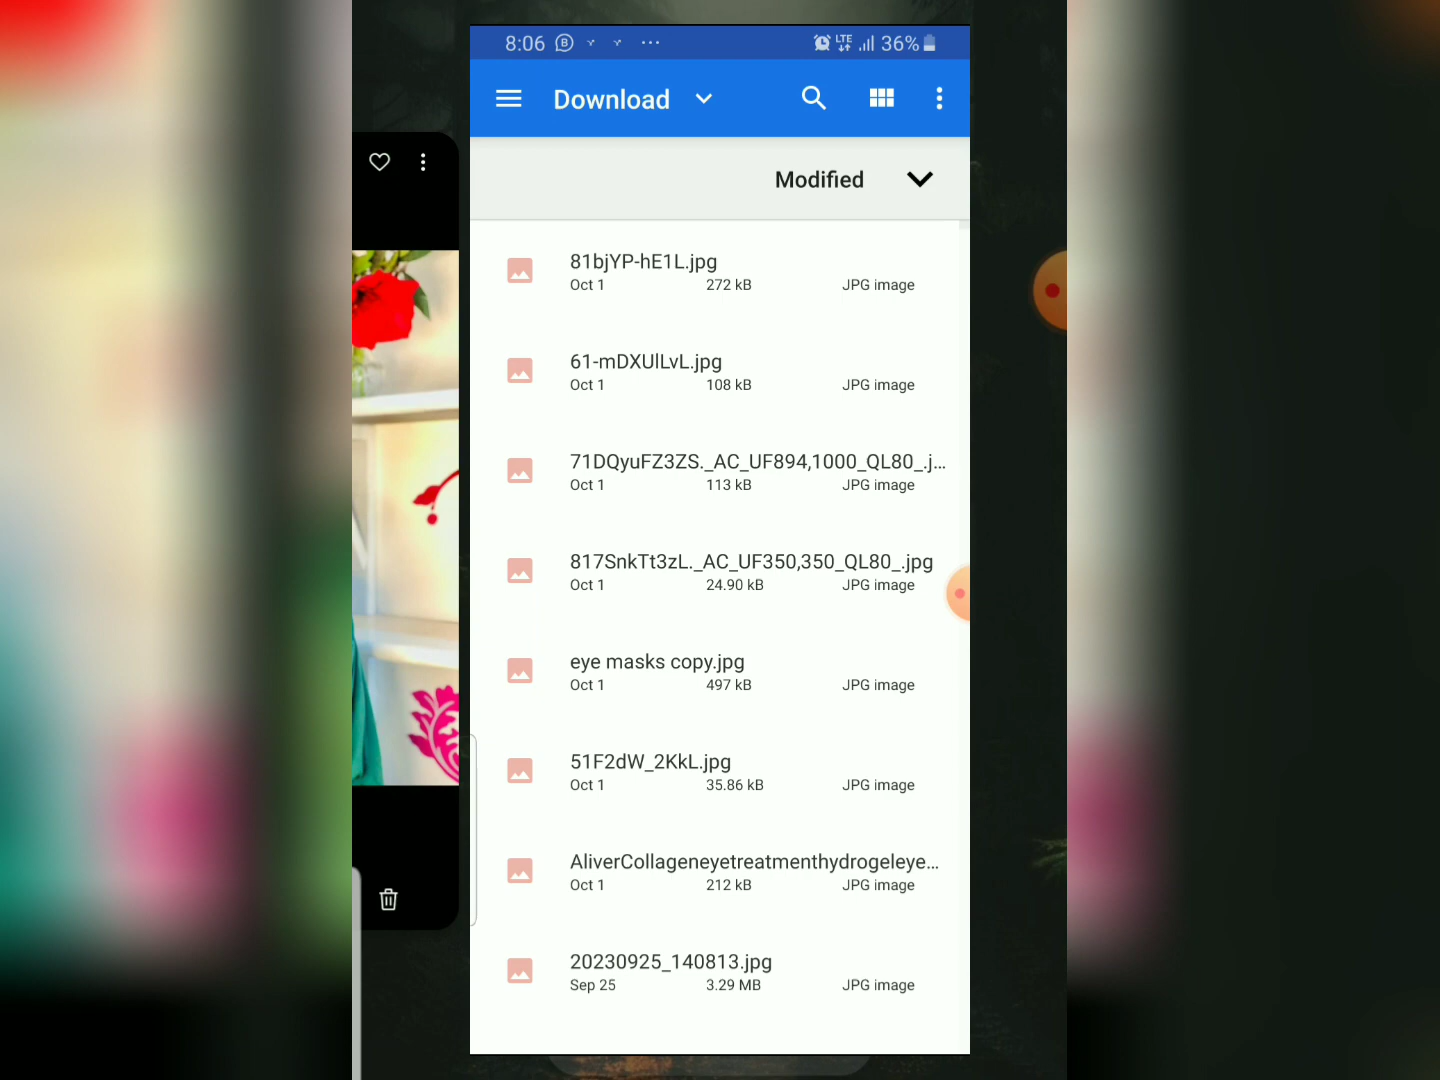 8:06 B ... LTE 36%
Download
Modified
81bjYP-hE1L.jpg
Oct 1 272 kB JPG image
61-mDXUlLvL.jpg
Oct 1 108 kB JPG image
71DQyuFZ3ZS._AC_UF894,1000_QL80_.j...
Oct 1 113 kB JPG image
817SnkTt3zL._AC_UF350,350_QL80_.jpg
Oct 1 24.90 kB JPG image
eye masks copy.jpg
Oct 1 497 kB JPG image
51F2dW_2KkL.jpg
Oct 1 35.86 kB JPG image
AliverCollageneyetreatmenthydrogeleye...
Oct 1 212 kB JPG image
20230925_140813.jpg
Sep 25 3.29 MB JPG image